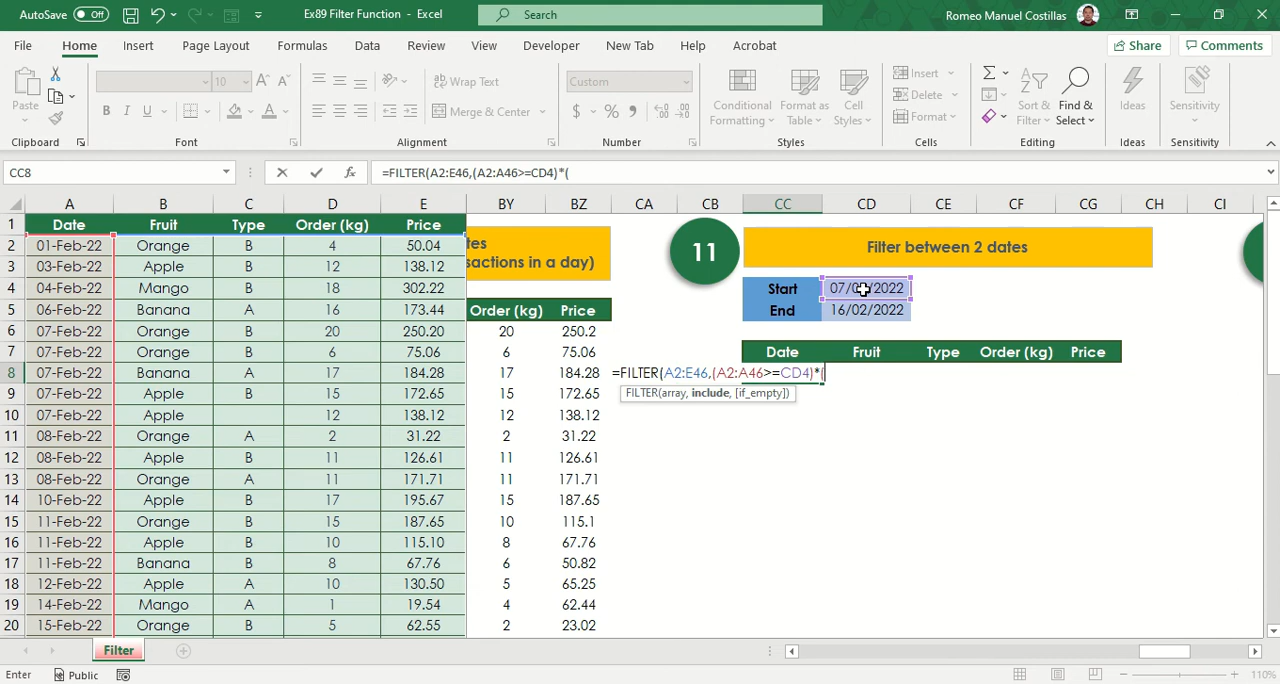 AutoSave Off Ex89 Filter Function - Excel Search Romeo Manuel Costillas
File Home Insert Page Layout Formulas Data Review View Developer New Tab Help Acrobat Share Comments
Paste 10 A^ A˅ ab Wrap Text Custom Conditional Formatting Format as Table Cell Styles Insert Delete Format Sort & Filter Find & Select Ideas Sensitivity
B I U A Merge & Center $ % ,
Clipboard Font Alignment Number Styles Cells Editing Ideas Sensitivity
CC8 fx =FILTER(A2:E46,(A2:A46>=CD4)*(
A B C D E BY BZ CA CB CC CD CE CF CG CH CI
1 Date Fruit Type Order (kg) Price
2 01-Feb-22 Orange B 4 50.04
3 03-Feb-22 Apple B 12 138.12
4 04-Feb-22 Mango B 18 302.22
5 06-Feb-22 Banana A 16 173.44
6 07-Feb-22 Orange B 20 250.20
7 07-Feb-22 Orange B 6 75.06
8 07-Feb-22 Banana A 17 184.28
9 07-Feb-22 Apple B 15 172.65
10 07-Feb-22 Apple 12 138.12
11 08-Feb-22 Orange A 2 31.22
12 08-Feb-22 Apple B 11 126.61
13 08-Feb-22 Orange A 11 171.71
14 10-Feb-22 Apple B 17 195.67
15 11-Feb-22 Orange B 15 187.65
16 11-Feb-22 Apple B 10 115.10
17 11-Feb-22 Banana B 8 67.76
18 12-Feb-22 Apple A 10 130.50
19 14-Feb-22 Mango A 1 19.54
20 15-Feb-22 Orange B 5 62.55
tes
sactions in a day)
Order (kg) Price
20 250.2
6 75.06
17 184.28
15 172.65
12 138.12
2 31.22
11 126.61
11 171.71
15 187.65
10 115.1
8 67.76
6 50.82
5 65.25
4 62.44
2 23.02
11 Filter between 2 dates
Start
End 16/02/2022
Date Fruit Type Order (kg) Price
=FILTER(A2:E46,(A2:A46>=CD4)*(
FILTER(array, include, [if_empty])
Filter
Enter Public 110%